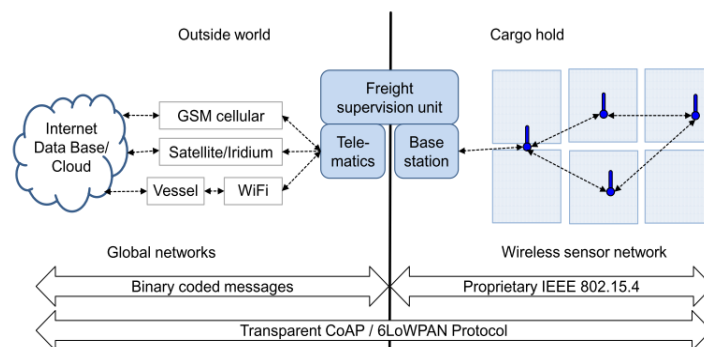 Outside world
Cargo hold
Freight
supervision unit
Internet
Data Base/
Cloud
GSM cellular
Satellite/Iridium
Vessel
WiFi
Tele-
matics
Base
station
Global networks
Wireless sensor network
Binary coded messages
Proprietary IEEE 802.15.4
Transparent CoAP / 6LoWPAN Protocol